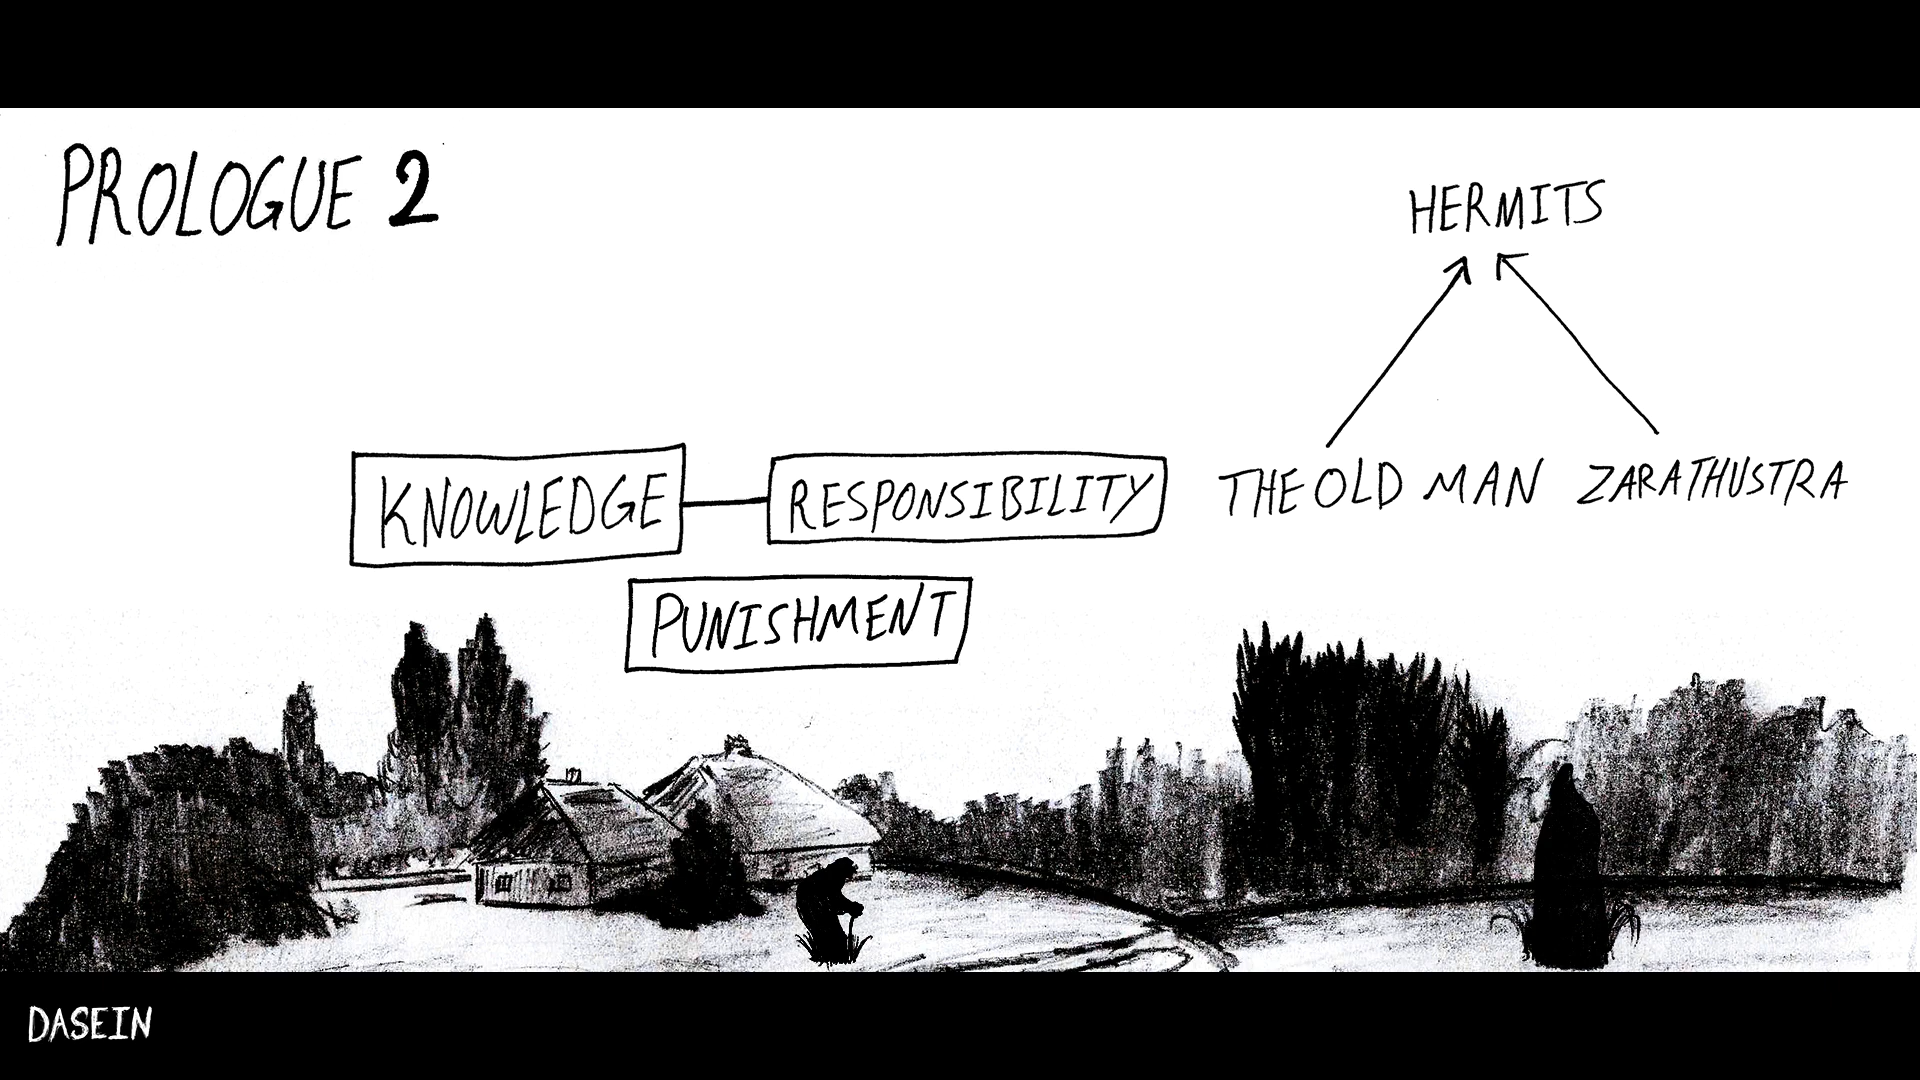 PROLOGUE 2
HERMITS
THE OLD MAN
ZARATHUSTRA
KNOWLEDGE
RESPONSIBILITY
PUNISHMENT
DASEIN